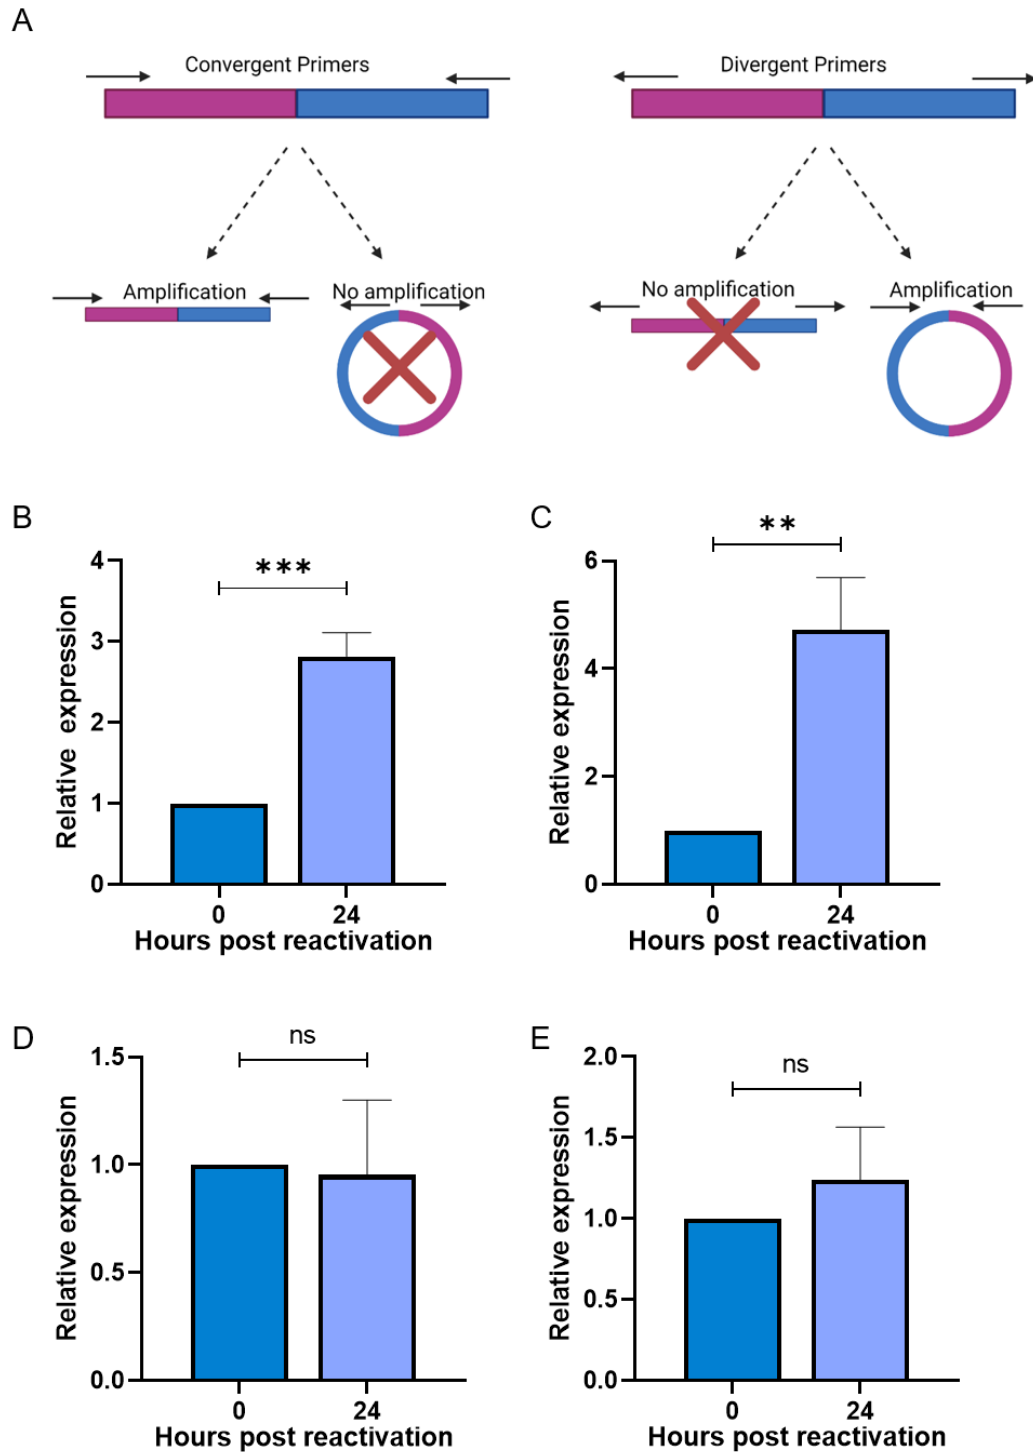 A
Convergent Primers
Divergent Primers
Amplification
No amplification
No amplification
Amplification
B
Relative expression
4
3
2
1
0
***
0
24
Hours post reactivation
C
Relative expression
6
4
2
0
**
0
24
Hours post reactivation
D
Relative expression
1.5
1.0
0.5
0.0
ns
0
24
Hours post reactivation
E
Relative expression
2.0
1.5
1.0
0.5
0.0
ns
0
24
Hours post reactivation